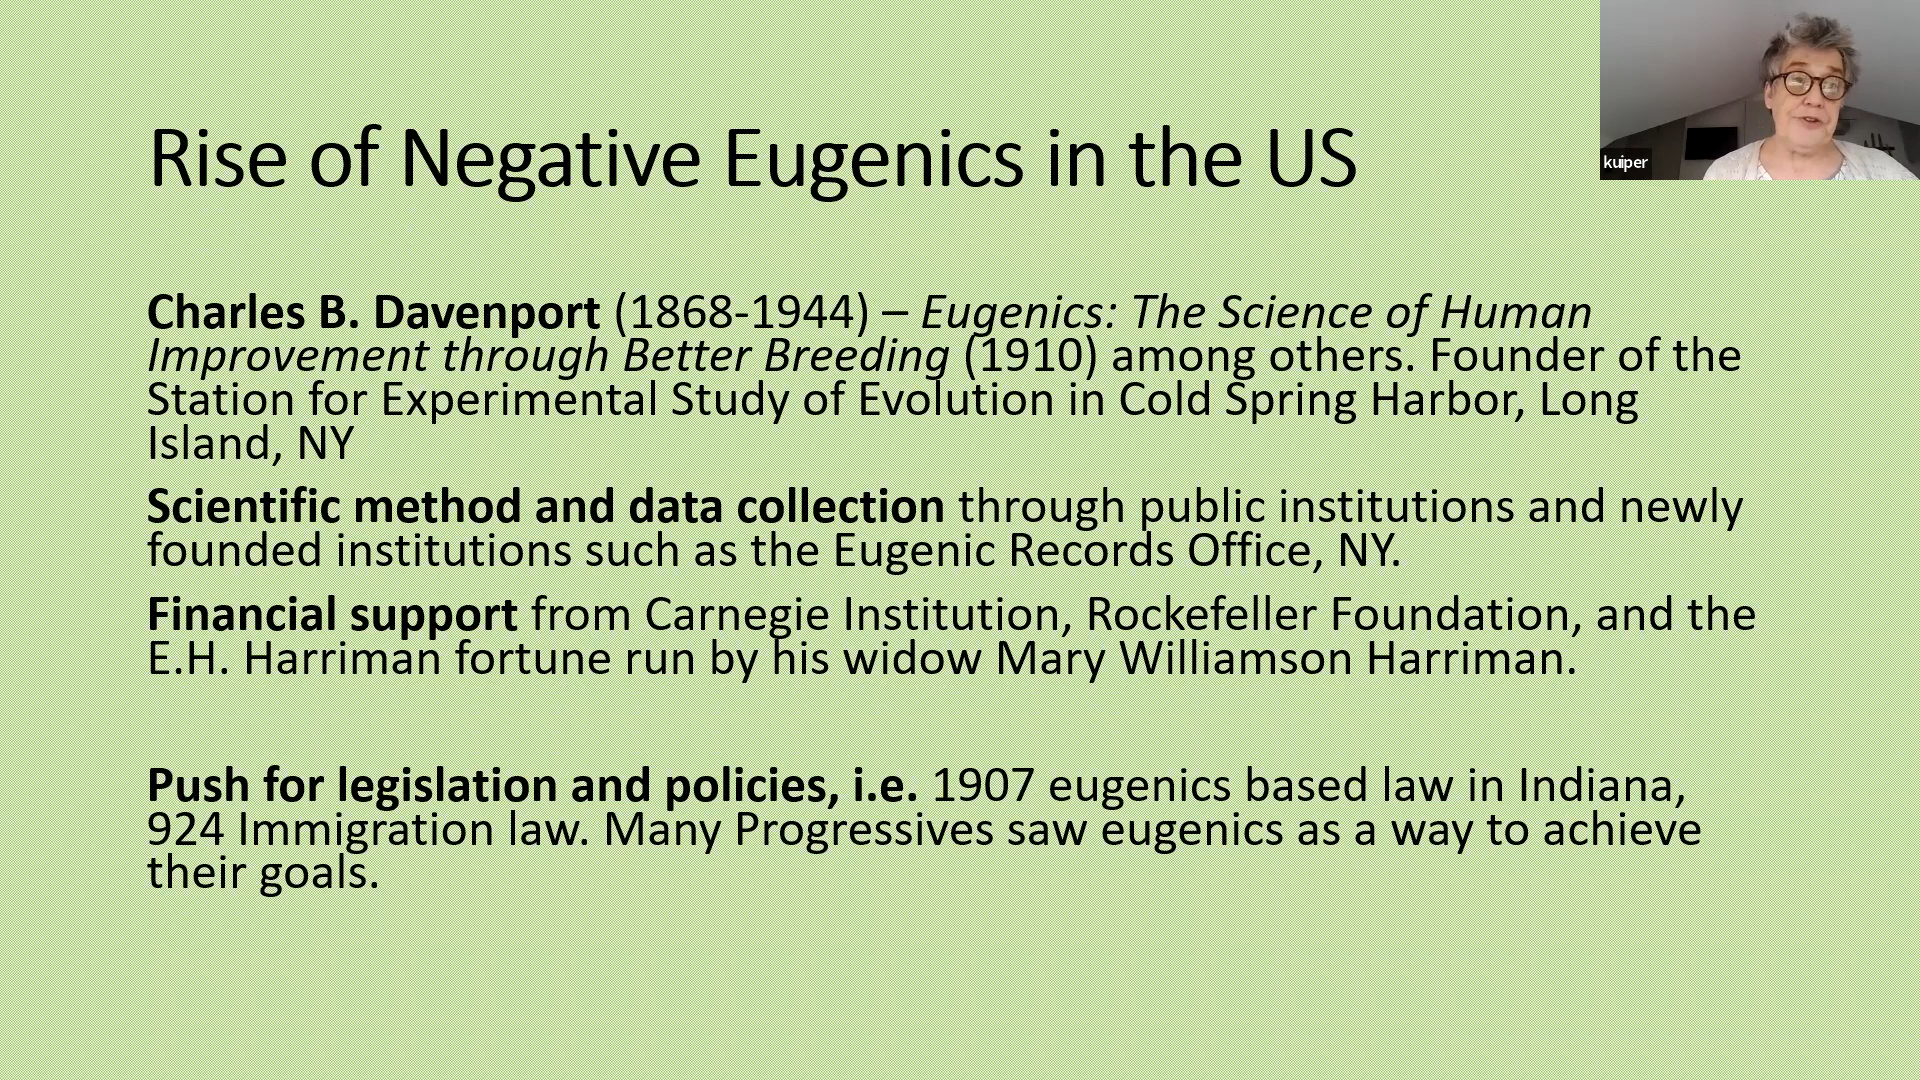 Rise of Negative Eugenics in the US
kuiper
Charles B. Davenport (1868-1944) – Eugenics: The Science of Human
Improvement through Better Breeding (1910) among others. Founder of the
Station for Experimental Study of Evolution in Cold Spring Harbor, Long
Island, NY
Scientific method and data collection through public institutions and newly
founded institutions such as the Eugenic Records Office, NY.
Financial support from Carnegie Institution, Rockefeller Foundation, and the
E.H. Harriman fortune run by his widow Mary Williamson Harriman.
Push for legislation and policies, i.e. 1907 eugenics based law in Indiana,
924 Immigration law. Many Progressives saw eugenics as a way to achieve
their goals.